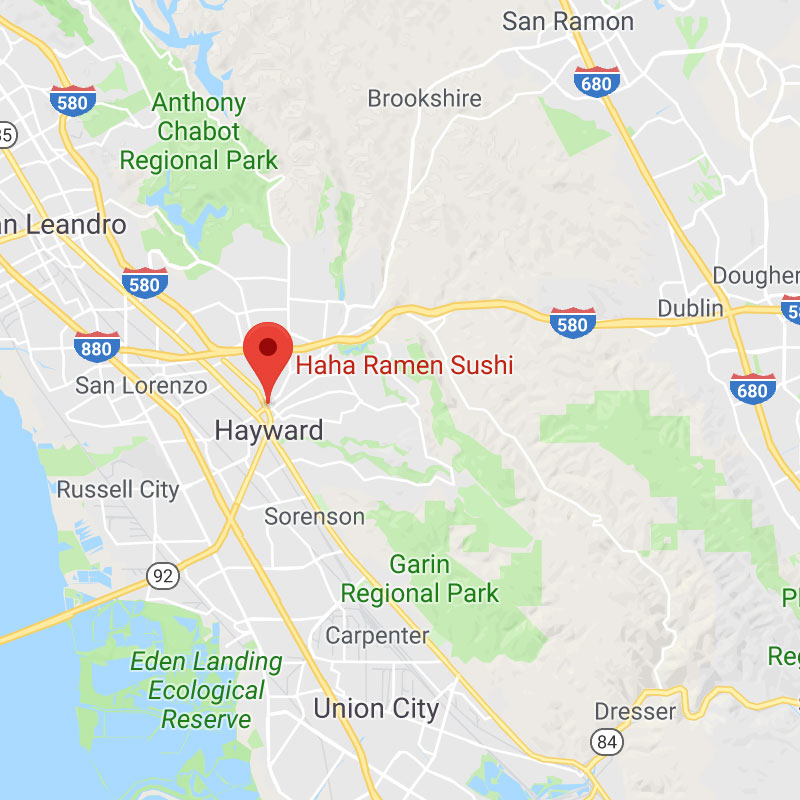 San Ramon
680
580
Brookshire
Anthony
Chabot
Regional Park
85
an Leandro
580
Dougher
Dublin
580
58
880
Haha Ramen Sushi
680
San Lorenzo
Hayward
Russell City
Sorenson
92
Garin
Regional Park
Pl
Carpenter
Reg
Eden Landing
Ecological
Reserve
Union City
Dresser
84